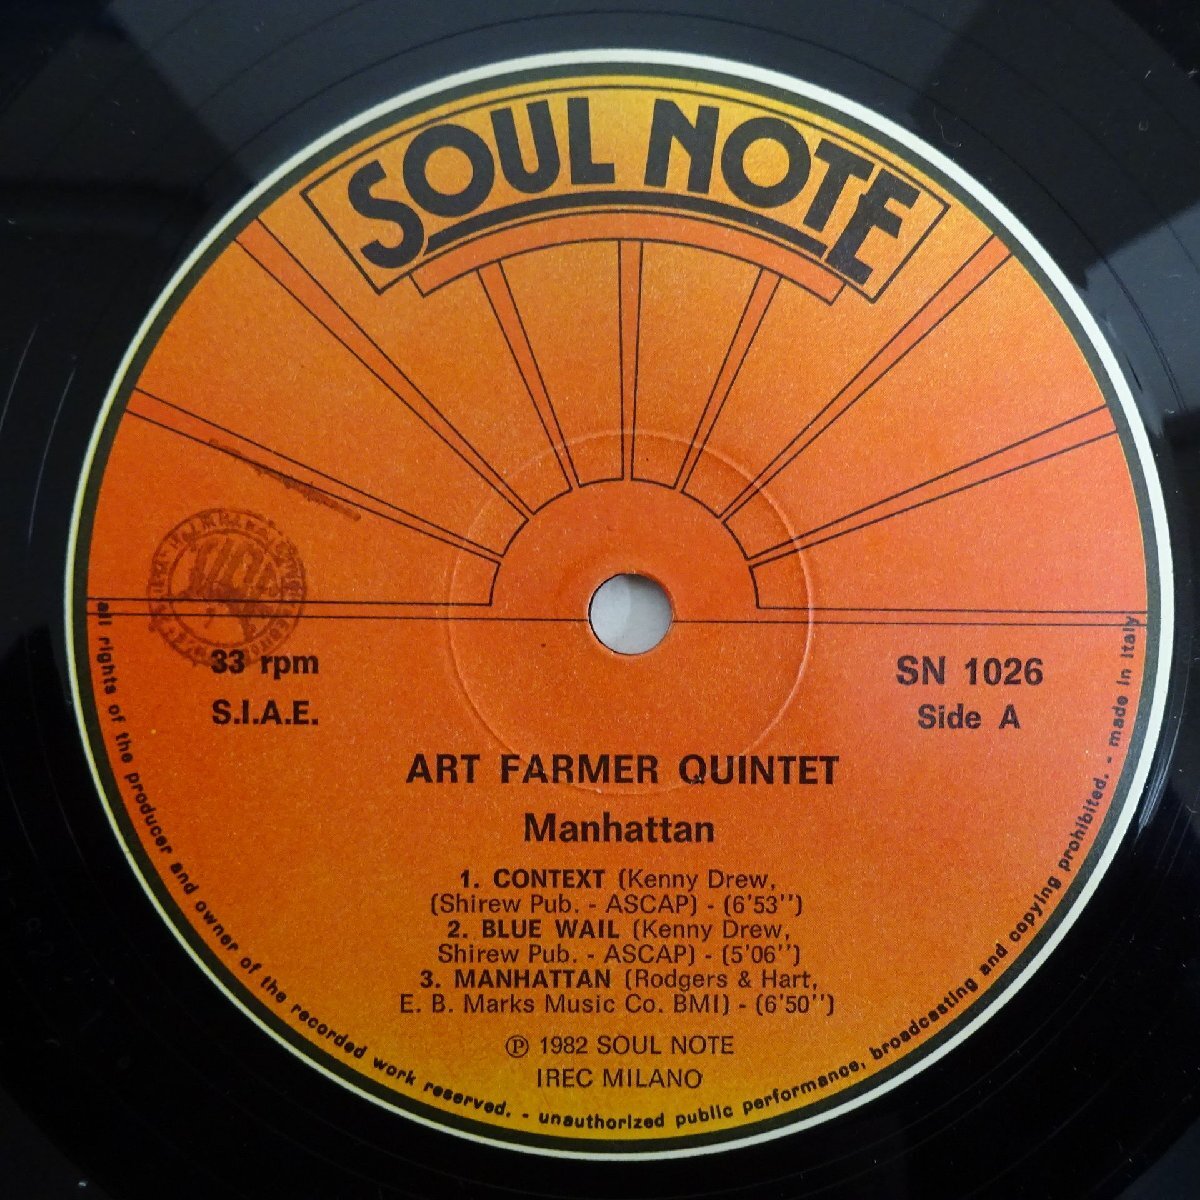 SOUL NOTE
33 rpm
S.I.A.E.
SN 1026
Side A
ART FARMER QUINTET
Manhattan
1. CONTEXT (Kenny Drew,
(Shirew Pub. - ASCAP) - (6'53")
2. BLUE WAIL (Kenny Drew,
Shirew Pub. - ASCAP) - (5'06")
3. MANHATTAN (Rodgers & Hart,
E. B. Marks Music Co. BMI) - (6'50")
Ⓟ 1982 SOUL NOTE
IREC MILANO
all rights of the producer and owner of the recorded work reserved. - unauthorized public performance, broadcasting and copying prohibited. - made in Italy